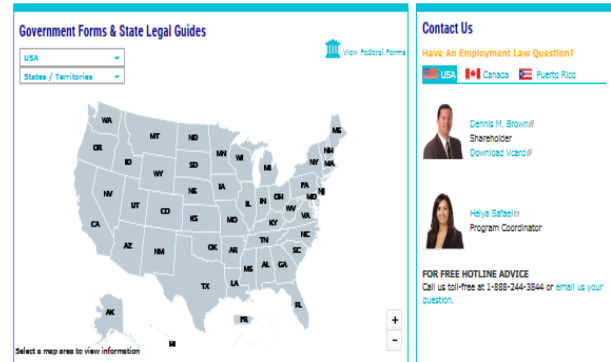 Government Forms & State Legal Guides
USA
States / Territories
View Federal Forms
WA
MT
ND
ME
OR
MN
ID
WI
NH
SD
MI
NY
MA
WY
IA
PA
NJ
NE
NV
IL
IN
OH
MD
UT
CO
WV
VA
KS
MO
KY
CA
NC
TN
AZ
NM
OK
AR
SC
MS
AL
GA
TX
LA
FL
AK
PR
HI
+
-
Select a map area to view information
Contact Us
Have An Employment Law Question?
USA Canada Puerto Rico
Dennis M. Brown
Shareholder
Download Vcard
Helya Safaei
Program Coordinator
FOR FREE HOTLINE ADVICE
Call us toll-free at 1-888-244-3844 or email us your
question.